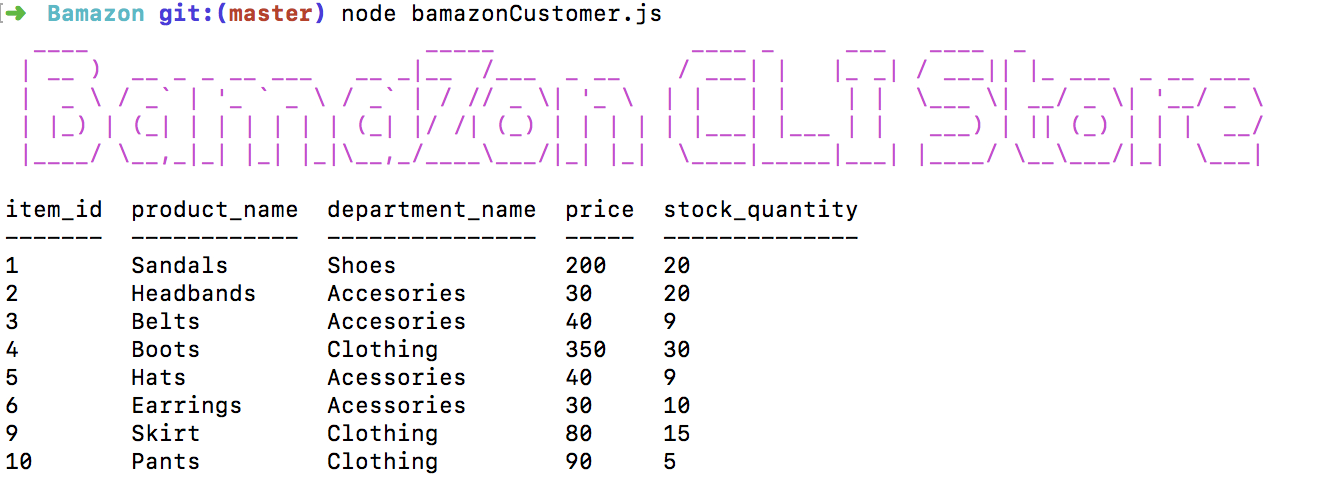 ➜ Bamazon git:(master) node bamazonCustomer.js
BamaZon CLI Store
item_id product_name department_name price stock_quantity
------- ------------ --------------- ----- --------------
1 Sandals Shoes 200 20
2 Headbands Accesories 30 20
3 Belts Accesories 40 9
4 Boots Clothing 350 30
5 Hats Acessories 40 9
6 Earrings Acessories 30 10
9 Skirt Clothing 80 15
10 Pants Clothing 90 5